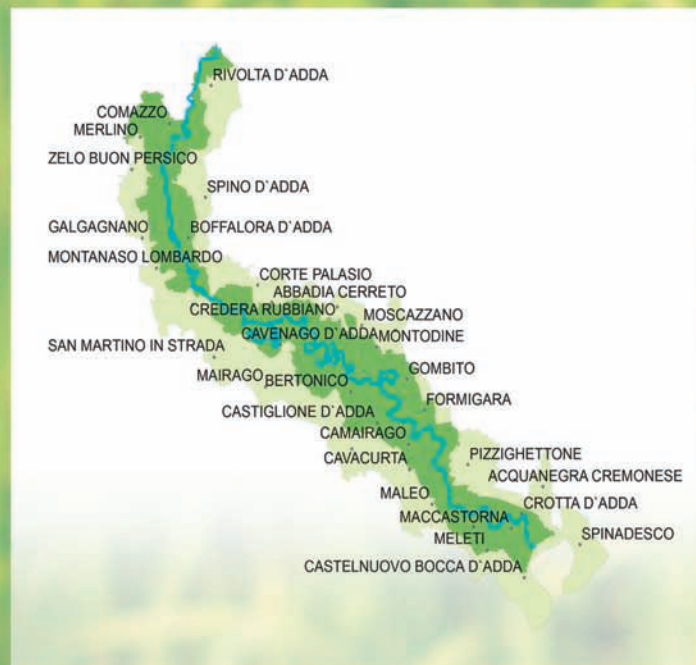 RIVOLTA D'ADDA
COMAZZO
MERLINO
ZELO BUON PERSICO
SPINO D'ADDA
GALGAGNANO
BOFFALORA D'ADDA
MONTANASO LOMBARDO
CORTE PALASIO
ABBADIA CERRETO
CREDERA RUBBIANO
MOSCAZZANO
CAVENAGO D'ADDA
MONTODINE
SAN MARTINO IN STRADA
MAIRAGO
BERTONICO
GOMBITO
CASTIGLIONE D'ADDA
FORMIGARA
CAMAIRAGO
CAVACURTA
PIZZIGHETTONE
ACQUANEGRA CREMONESE
MALEO
MACCASTORNA
CROTTA D'ADDA
MELETI
SPINADESCO
CASTELNUOVO BOCCA D'ADDA